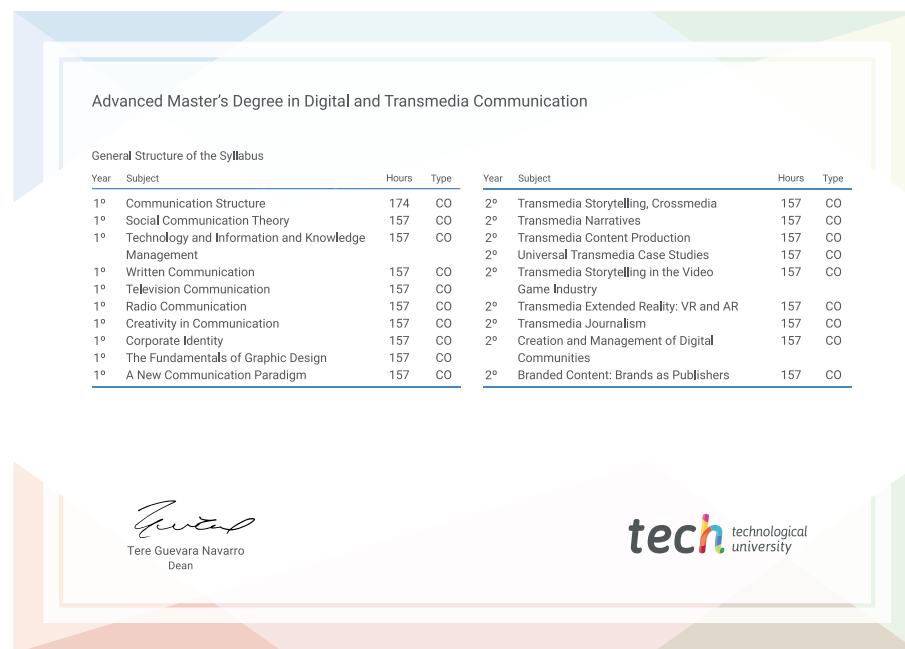 Advanced Master's Degree in Digital and Transmedia Communication
General Structure of the Syllabus
Year Subject Hours Type
1º Communication Structure 174 CO
1º Social Communication Theory 157 CO
1º Technology and Information and Knowledge 157 CO
Management
1º Written Communication 157 CO
1º Television Communication 157 CO
1º Radio Communication 157 CO
1º Creativity in Communication 157 CO
1º Corporate Identity 157 CO
1º The Fundamentals of Graphic Design 157 CO
1º A New Communication Paradigm 157 CO
Year Subject Hours Type
2º Transmedia Storytelling, Crossmedia 157 CO
2º Transmedia Narratives 157 CO
2º Transmedia Content Production 157 CO
2º Universal Transmedia Case Studies 157 CO
2º Transmedia Storytelling in the Video 157 CO
Game Industry
2º Transmedia Extended Reality: VR and AR 157 CO
2º Transmedia Journalism 157 CO
2º Creation and Management of Digital 157 CO
Communities
2º Branded Content: Brands as Publishers 157 CO
Tere Guevara Navarro
Dean
tech technological
university